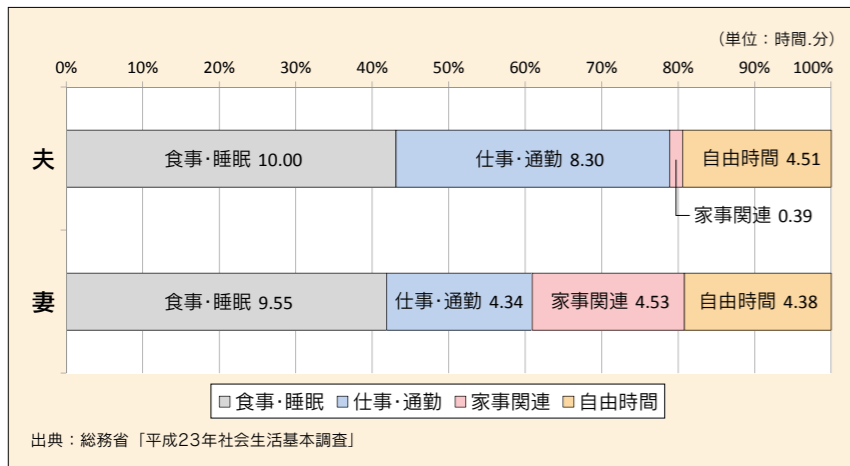 （単位：時間.分）
0% 10% 20% 30% 40% 50% 60% 70% 80% 90% 100%
夫 食事･睡眠 10.00 仕事･通勤 8.30 自由時間 4.51
家事関連 0.39
妻 食事･睡眠 9.55 仕事･通勤 4.34 家事関連 4.53 自由時間 4.38
食事･睡眠 仕事･通勤 家事関連 自由時間
出典：総務省「平成23年社会生活基本調査」